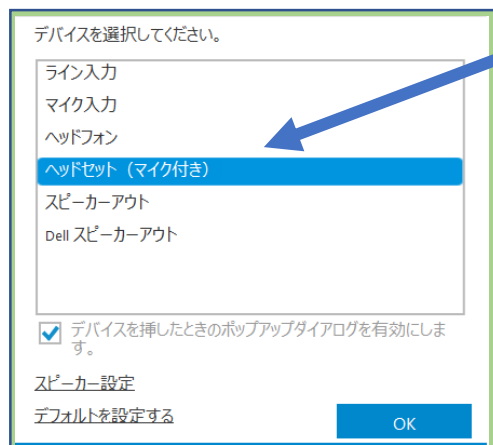 デバイスを選択してください。
ライン入力
マイク入力
ヘッドフォン
ヘッドセット（マイク付き）
スピーカーアウト
Dell スピーカーアウト
デバイスを挿したときのポップアップダイアログを有効にしま
す。
スピーカー設定
デフォルトを設定する
OK